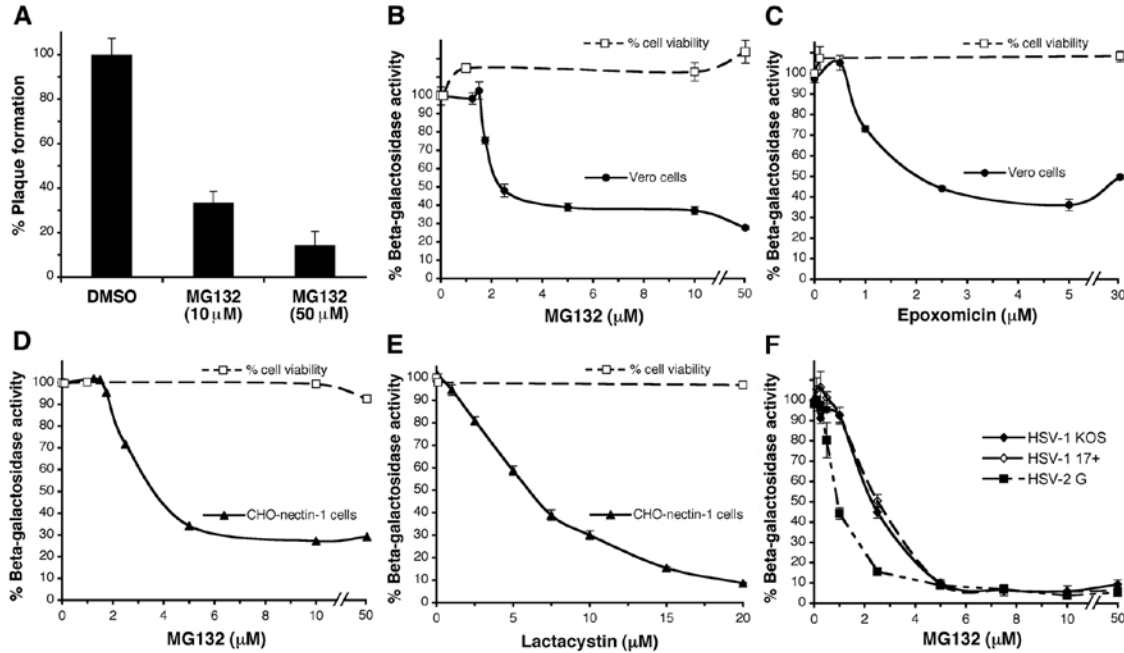 A
% Plaque formation
100
80
60
40
20
0
DMSO
MG132
(10 µM)
MG132
(50 µM)
B
% Beta-galactosidase activity
100
90
80
70
60
50
40
30
20
10
0
% cell viability
Vero cells
0 2 4 6 8 10 50
MG132 (µM)
C
% Beta-galactosidase activity
100
90
80
70
60
50
40
30
20
10
0
% cell viability
Vero cells
0 1 2 3 4 5 30
Epoxomicin (µM)
D
% Beta-galactosidase activity
100
90
80
70
60
50
40
30
20
10
0
% cell viability
CHO-nectin-1 cells
0 2 4 6 8 10 50
MG132 (µM)
E
% Beta-galactosidase activity
100
90
80
70
60
50
40
30
20
10
0
% cell viability
CHO-nectin-1 cells
0 5 10 15 20
Lactacystin (µM)
F
% Beta-galactosidase activity
100
90
80
70
60
50
40
30
20
10
0
HSV-1 KOS
HSV-1 17+
HSV-2 G
0 2 4 6 8 10 50
MG132 (µM)